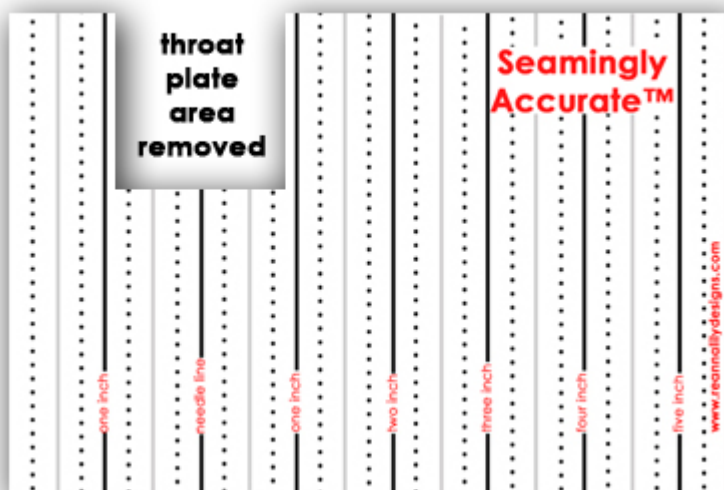 throat
plate
area
removed
Seamingly
Accurate™
one inch
needle line
one inch
two inch
three inch
four inch
five inch
www.reannalilydesigns.com